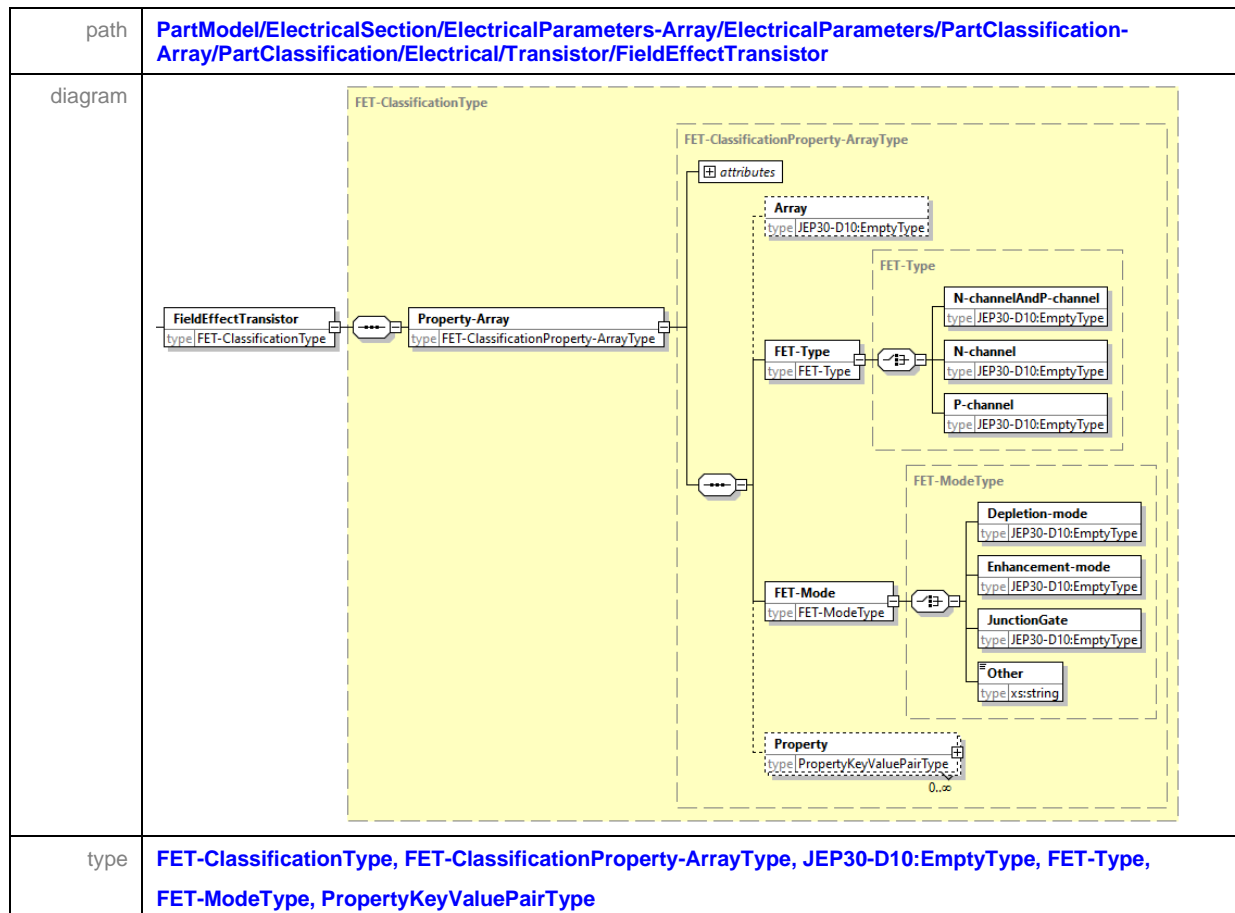 path
PartModel/ElectricalSection/ElectricalParameters-Array/ElectricalParameters/PartClassification-
Array/PartClassification/Electrical/Transistor/FieldEffectTransistor
diagram
FET-ClassificationType
FET-ClassificationProperty-ArrayType
attributes
Array
type JEP30-D10:EmptyType
FET-Type
N-channelAndP-channel
type JEP30-D10:EmptyType
FieldEffectTransistor
type FET-ClassificationType
Property-Array
type FET-ClassificationProperty-ArrayType
FET-Type
type FET-Type
N-channel
type JEP30-D10:EmptyType
P-channel
type JEP30-D10:EmptyType
FET-ModeType
Depletion-mode
type JEP30-D10:EmptyType
Enhancement-mode
type JEP30-D10:EmptyType
FET-Mode
type FET-ModeType
JunctionGate
type JEP30-D10:EmptyType
Other
type xs:string
Property
type PropertyKeyValuePairType
0..∞
type
FET-ClassificationType, FET-ClassificationProperty-ArrayType, JEP30-D10:EmptyType, FET-Type,
FET-ModeType, PropertyKeyValuePairType